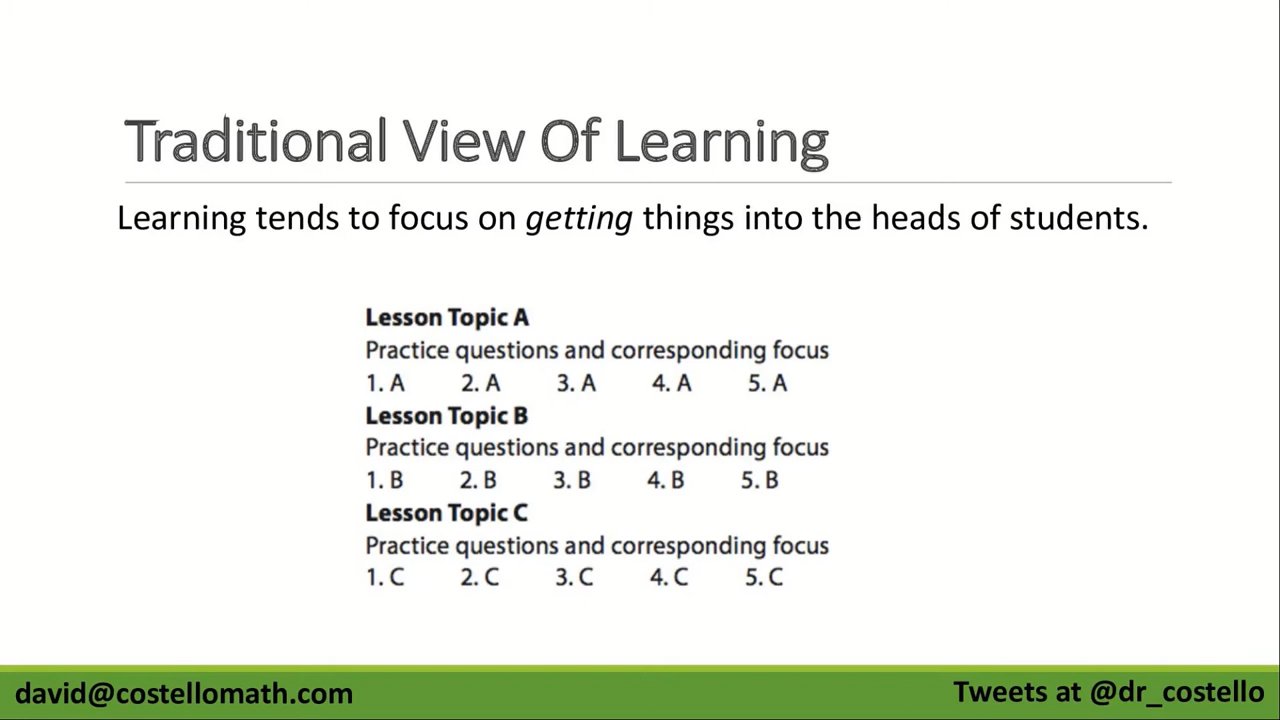 Traditional View Of Learning
Learning tends to focus on getting things into the heads of students.
Lesson Topic A
Practice questions and corresponding focus
1. A 2. A 3. A 4. A 5. A
Lesson Topic B
Practice questions and corresponding focus
1. B 2. B 3. B 4. B 5. B
Lesson Topic C
Practice questions and corresponding focus
1. C 2. C 3. C 4. C 5. C
david@costellomath.com
Tweets at @dr_costello